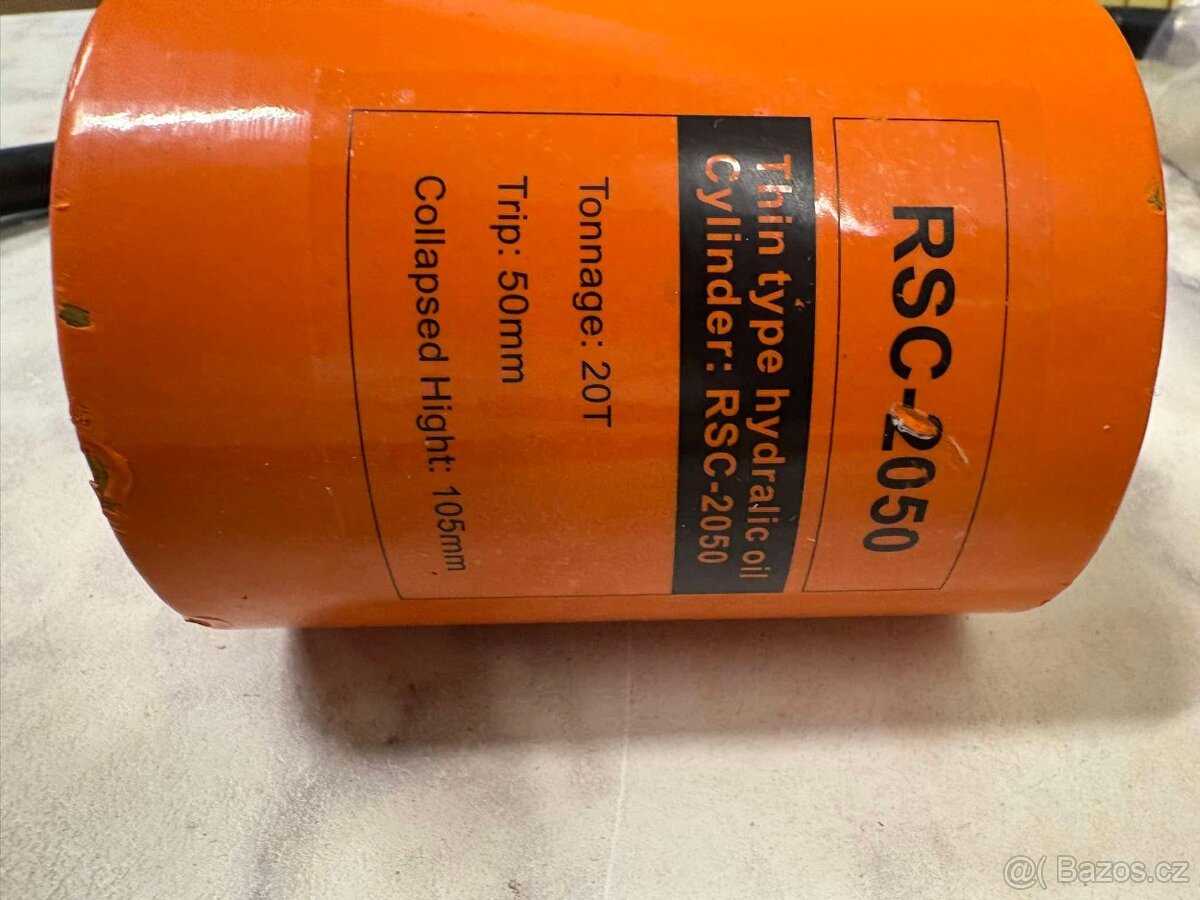 RSC-2050
Thin type hydralic oil
Cylinder: RSC-2050
Tonnage: 20T
Trip: 50mm
Collapsed Hight: 105mm
@( Bazos.cz